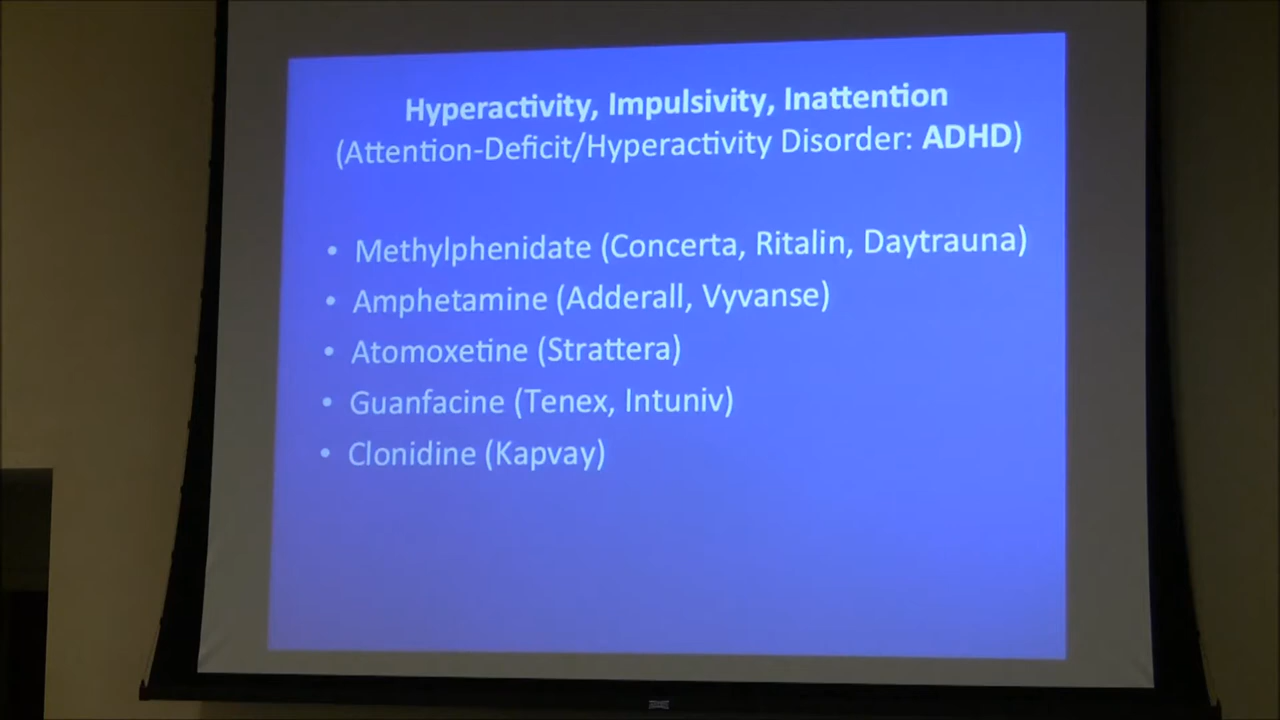 Hyperactivity, Impulsivity, Inattention
(Attention-Deficit/Hyperactivity Disorder: ADHD)
• Methylphenidate (Concerta, Ritalin, Daytrauna)
• Amphetamine (Adderall, Vyvanse)
• Atomoxetine (Strattera)
• Guanfacine (Tenex, Intuniv)
• Clonidine (Kapvay)